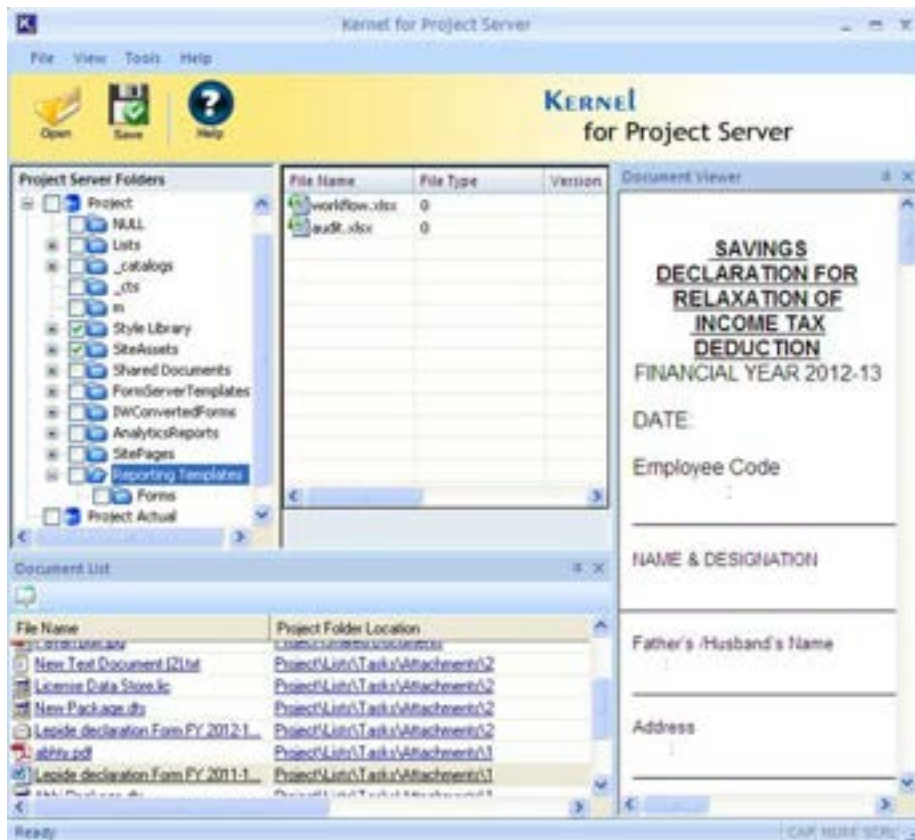 Kernel for Project Server
File View Tools Help
Open Save Help
KERNEL
for Project Server
Project Server Folders
Project
NULL
Lists
_catalogs
_cts
m
Style Library
SiteAssets
Shared Documents
FormServerTemplates
IWConvertedForms
AnalyticsReports
SitePages
Reporting Templates
Forms
Project Actual
File Name File Type Version
workflow.xlsx 0
audit.xlsx 0
Document Viewer
SAVINGS
DECLARATION FOR
RELAXATION OF
INCOME TAX
DEDUCTION
FINANCIAL YEAR 2012-13
DATE:
Employee Code
:
NAME & DESIGNATION
Father's /Husband's Name
:
Address
:
Document List
File Name Project Folder Location
New Text Document (2).txt Project\Lists\Tasks\Attachments\2
License Data Store.lic Project\Lists\Tasks\Attachments\2
New Package.dts Project\Lists\Tasks\Attachments\2
Lepide declaration Form FY 2012-1... Project\Lists\Tasks\Attachments\2
Project\Lists\Tasks\Attachments\1
Lepide declaration Form FY 2011-1... Project\Lists\Tasks\Attachments\1
Ready CAP NUM SCRL